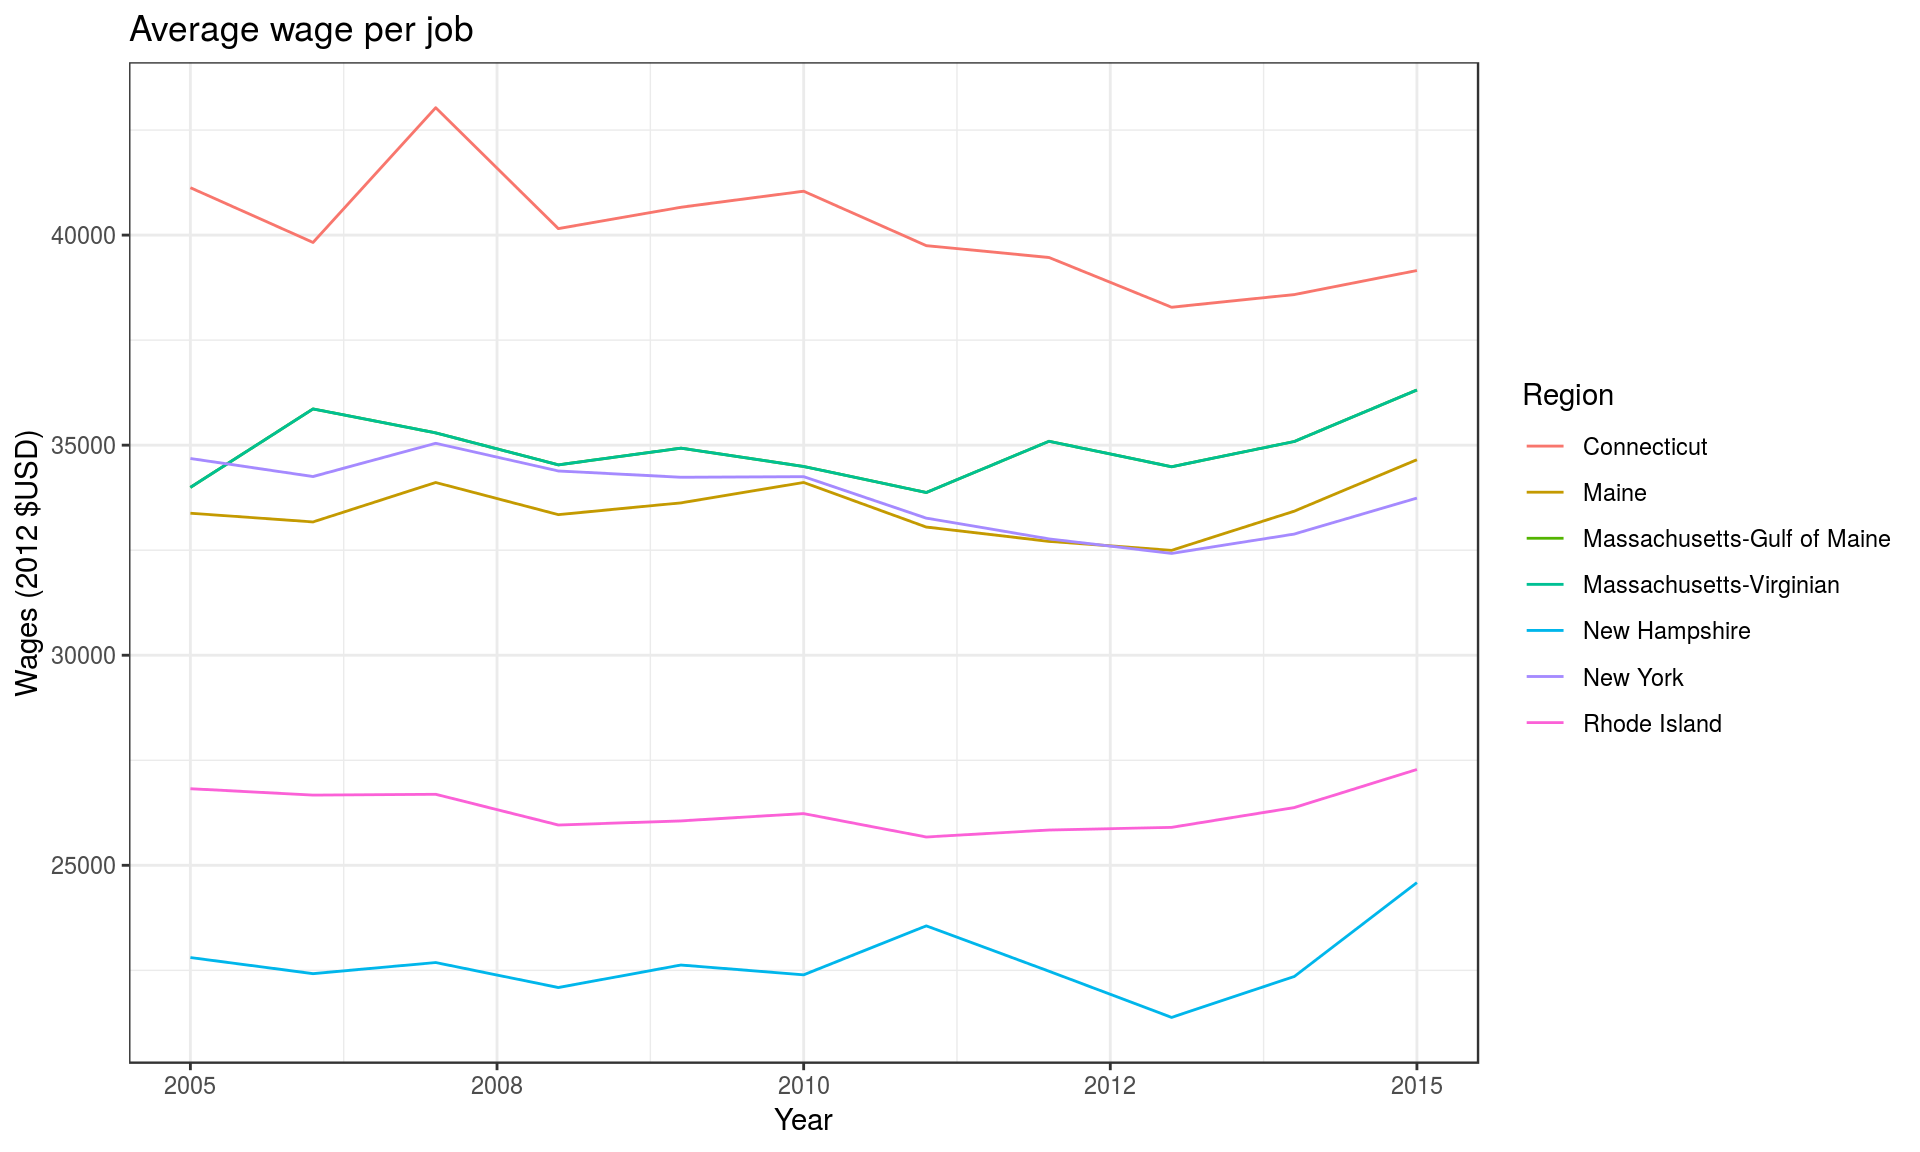 Average wage per job
Wages (2012 $USD)
40000
35000
30000
25000
2005
2008
2010
2012
2015
Year
Region
Connecticut
Maine
Massachusetts-Gulf of Maine
Massachusetts-Virginian
New Hampshire
New York
Rhode Island